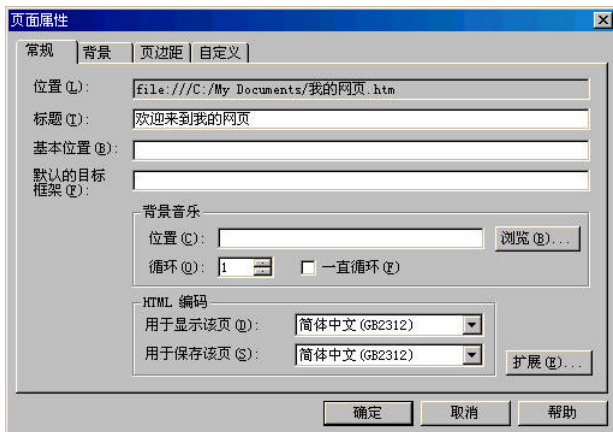 页面属性
常规 背景 页边距 自定义
位置(L): file:///C:/My Documents/我的网页.htm
标题(T): 欢迎来到我的网页
基本位置(B):
默认的目标
框架(F):
背景音乐
位置(C): 浏览(B)...
循环(O): 1 一直循环(F)
HTML 编码
用于显示该页(D): 简体中文(GB2312)
用于保存该页(S): 简体中文(GB2312)
扩展(E)...
确定 取消 帮助